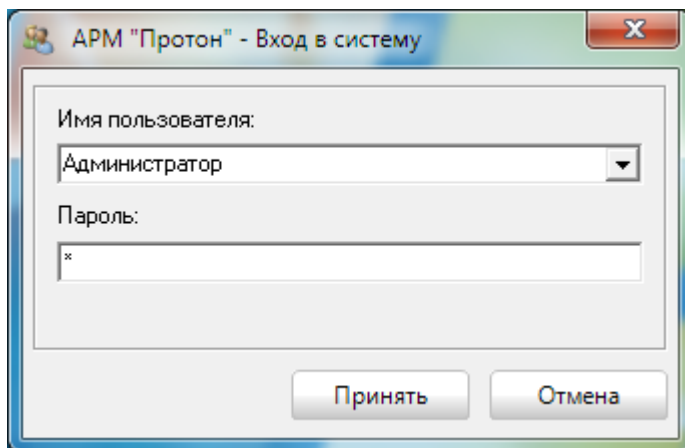 АРМ "Протон" - Вход в систему
Имя пользователя:
Администратор
Пароль:
*
Принять Отмена